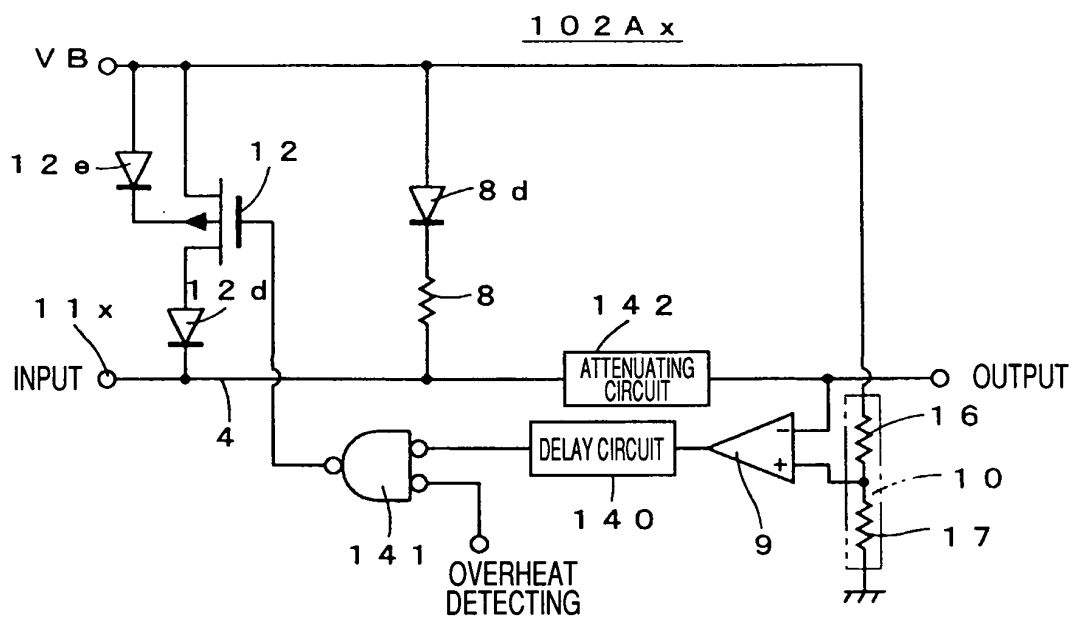 102Ax
VB
12e
12
8d
12d
8
11x
142
INPUT
ATTENUATING
CIRCUIT
OUTPUT
4
16
DELAY CIRCUIT
−
+
10
9
17
141
140
OVERHEAT
DETECTING